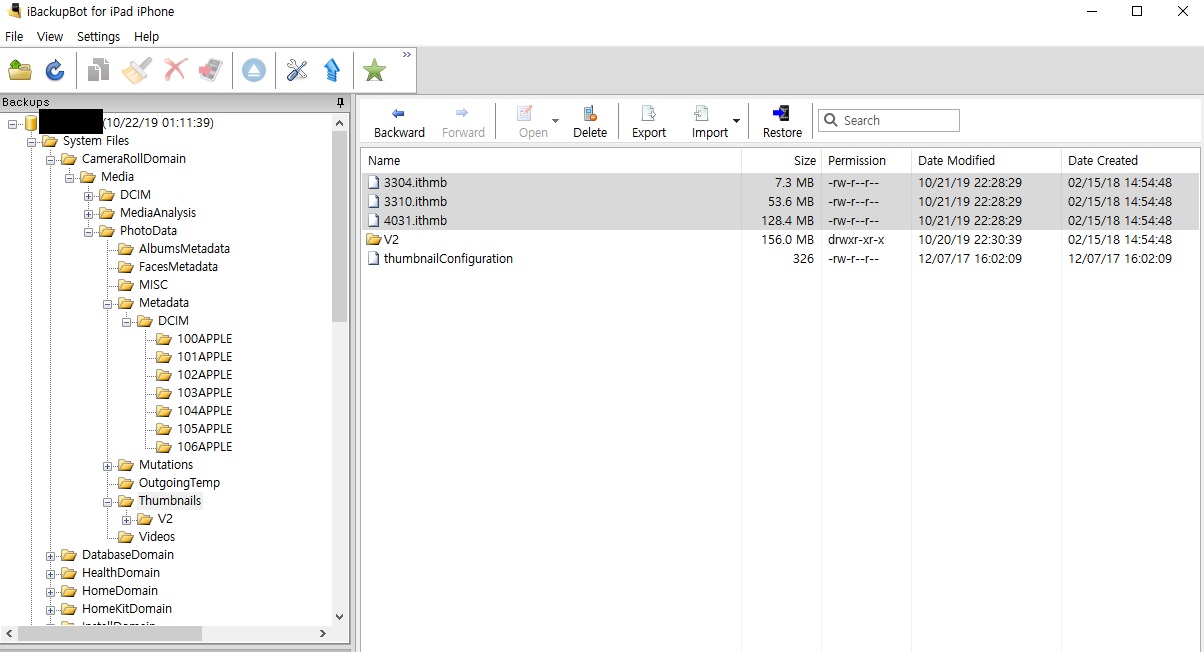 iBackupBot for iPad iPhone
File View Settings Help
Backups
(10/22/19 01:11:39)
System Files
CameraRollDomain
Media
DCIM
MediaAnalysis
PhotoData
AlbumsMetadata
FacesMetadata
MISC
Metadata
DCIM
100APPLE
101APPLE
102APPLE
103APPLE
104APPLE
105APPLE
106APPLE
Mutations
OutgoingTemp
Thumbnails
V2
Videos
DatabaseDomain
HealthDomain
HomeDomain
HomeKitDomain
Backward Forward Open Delete Export Import Restore Search
Name Size Permission Date Modified Date Created
3304.ithmb 7.3 MB -rw-r--r-- 10/21/19 22:28:29 02/15/18 14:54:48
3310.ithmb 53.6 MB -rw-r--r-- 10/21/19 22:28:29 02/15/18 14:54:48
4031.ithmb 128.4 MB -rw-r--r-- 10/21/19 22:28:29 02/15/18 14:54:48
V2 156.0 MB drwxr-xr-x 10/20/19 22:30:39 02/15/18 14:54:48
thumbnailConfiguration 326 -rw-r--r-- 12/07/17 16:02:09 12/07/17 16:02:09